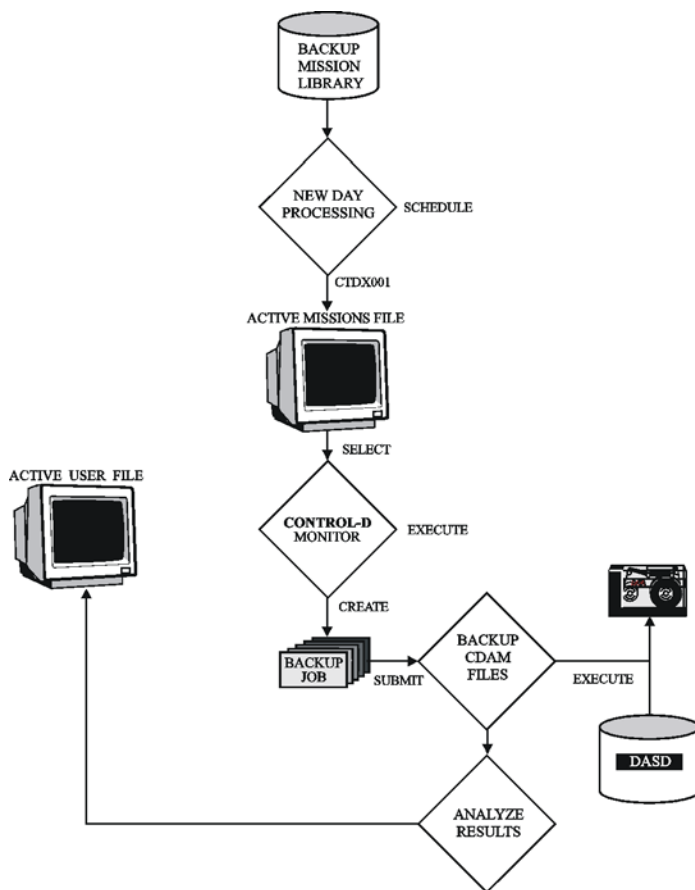 BACKUP
MISSION
LIBRARY
NEW DAY
PROCESSING
SCHEDULE
CTDX001
ACTIVE MISSIONS FILE
SELECT
ACTIVE USER FILE
CONTROL-D
MONITOR
EXECUTE
CREATE
BACKUP
JOB
SUBMIT
BACKUP
CDAM
FILES
EXECUTE
DASD
ANALYZE
RESULTS